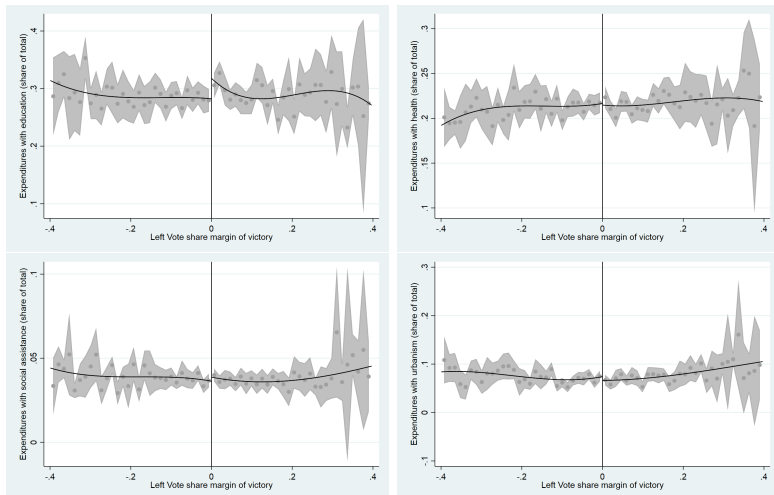 Expenditures with education (share of total)
.4
.3
.2
.1
-.4 -.2 0 .2 .4
Left Vote share margin of victory
Expenditures with health (share of total)
.3
.25
.2
.15
.1
-.4 -.2 0 .2 .4
Left Vote share margin of victory
Expenditures with social assistance (share of total)
.1
.05
0
-.4 -.2 0 .2 .4
Left Vote share margin of victory
Expenditures with urbanism (share of total)
.3
.2
.1
0
-.1
-.4 -.2 0 .2 .4
Left Vote share margin of victory